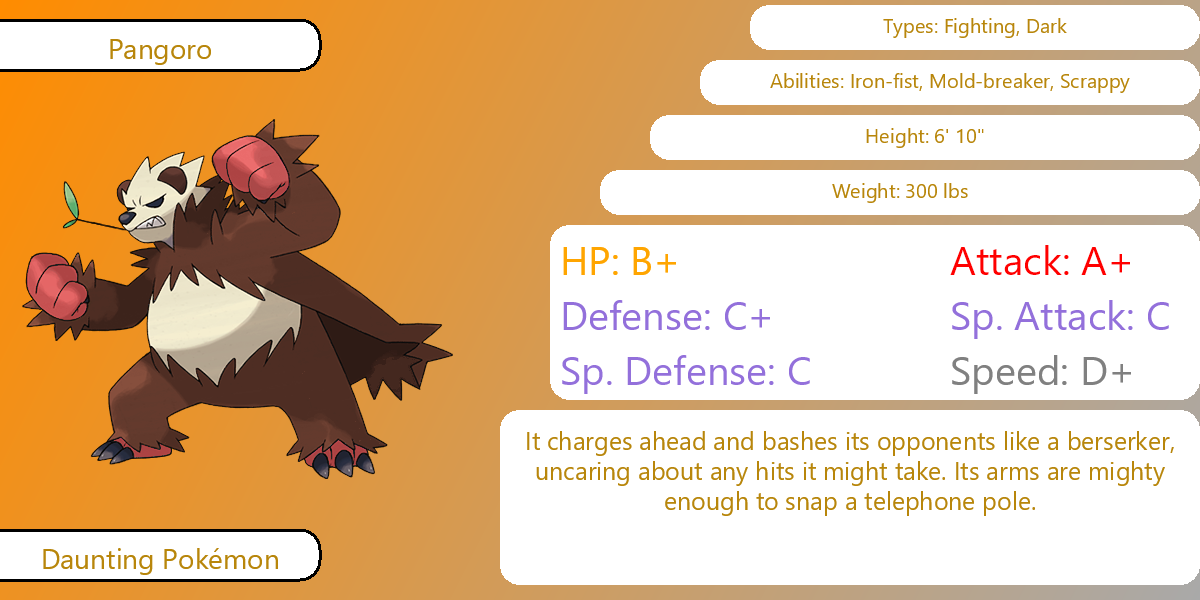 Pangoro
Types: Fighting, Dark
Abilities: Iron-fist, Mold-breaker, Scrappy
Height: 6' 10"
Weight: 300 lbs
HP: B+
Attack: A+
Defense: C+
Sp. Attack: C
Sp. Defense: C
Speed: D+
It charges ahead and bashes its opponents like a berserker,
uncaring about any hits it might take. Its arms are mighty
enough to snap a telephone pole.
Daunting Pokémon